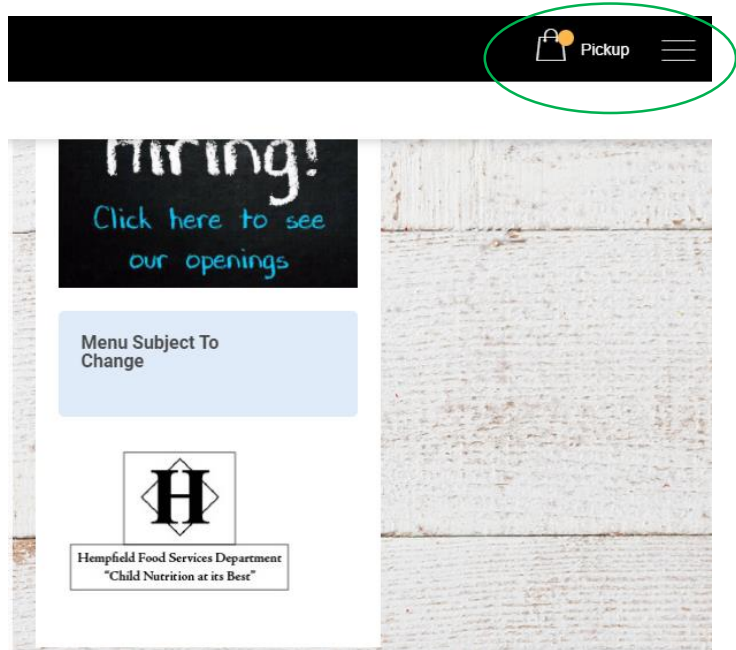 Pickup
Hiring!
Click here to see
our openings
Menu Subject To
Change
H
Hempfield Food Services Department
"Child Nutrition at its Best"